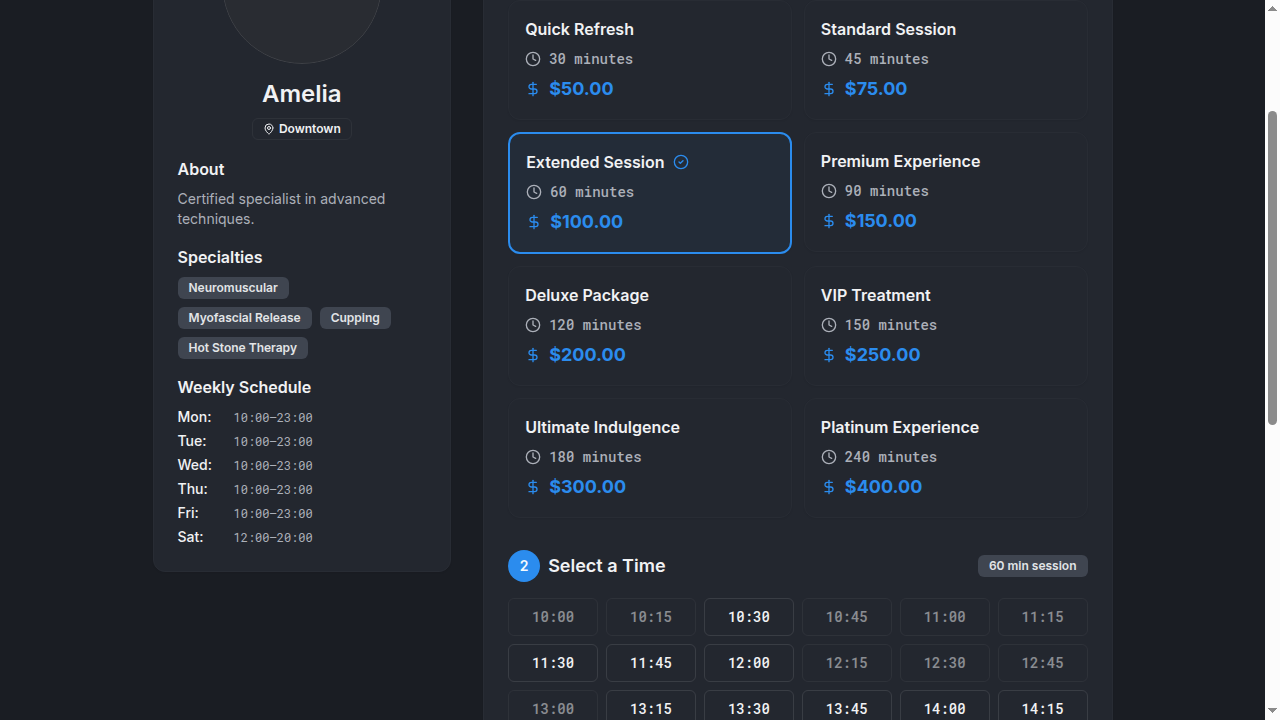 Amelia
Downtown
About
Certified specialist in advanced
techniques.
Specialties
Neuromuscular
Myofascial Release
Cupping
Hot Stone Therapy
Weekly Schedule
Mon: 10:00–23:00
Tue: 10:00–23:00
Wed: 10:00–23:00
Thu: 10:00–23:00
Fri: 10:00–23:00
Sat: 12:00–20:00
Quick Refresh
30 minutes
$ $50.00
Standard Session
45 minutes
$ $75.00
Extended Session
60 minutes
$ $100.00
Premium Experience
90 minutes
$ $150.00
Deluxe Package
120 minutes
$ $200.00
VIP Treatment
150 minutes
$ $250.00
Ultimate Indulgence
180 minutes
$ $300.00
Platinum Experience
240 minutes
$ $400.00
2 Select a Time
60 min session
10:00 10:15 10:30 10:45 11:00 11:15
11:30 11:45 12:00 12:15 12:30 12:45
13:00 13:15 13:30 13:45 14:00 14:15